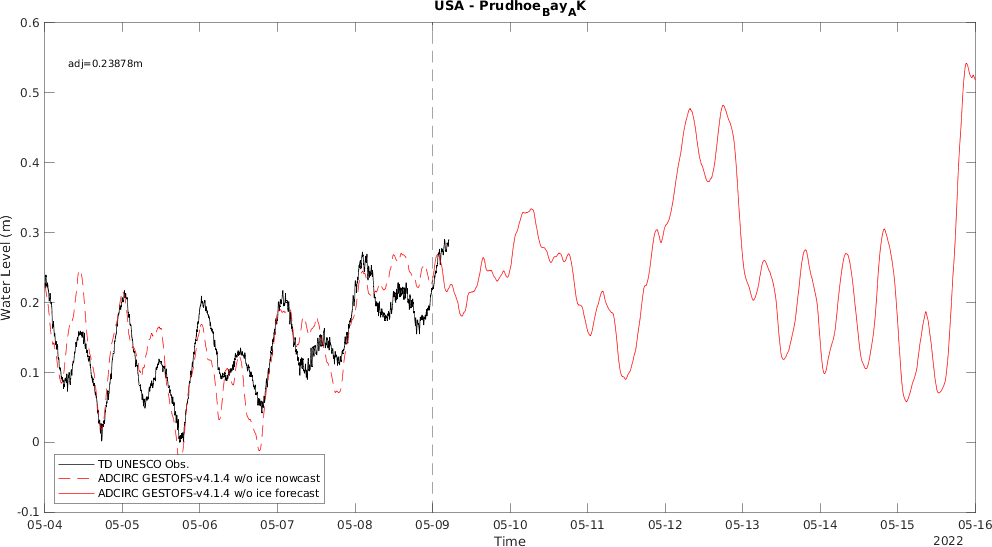 USA - PrudhoeBayAK
adj=0.23878m
0.6
0.5
0.4
0.3
0.2
0.1
0
-0.1
Water Level (m)
TD UNESCO Obs.
ADCIRC GESTOFS-v4.1.4 w/o ice nowcast
ADCIRC GESTOFS-v4.1.4 w/o ice forecast
05-04 05-05 05-06 05-07 05-08 05-09 05-10 05-11 05-12 05-13 05-14 05-15 05-16
Time
2022